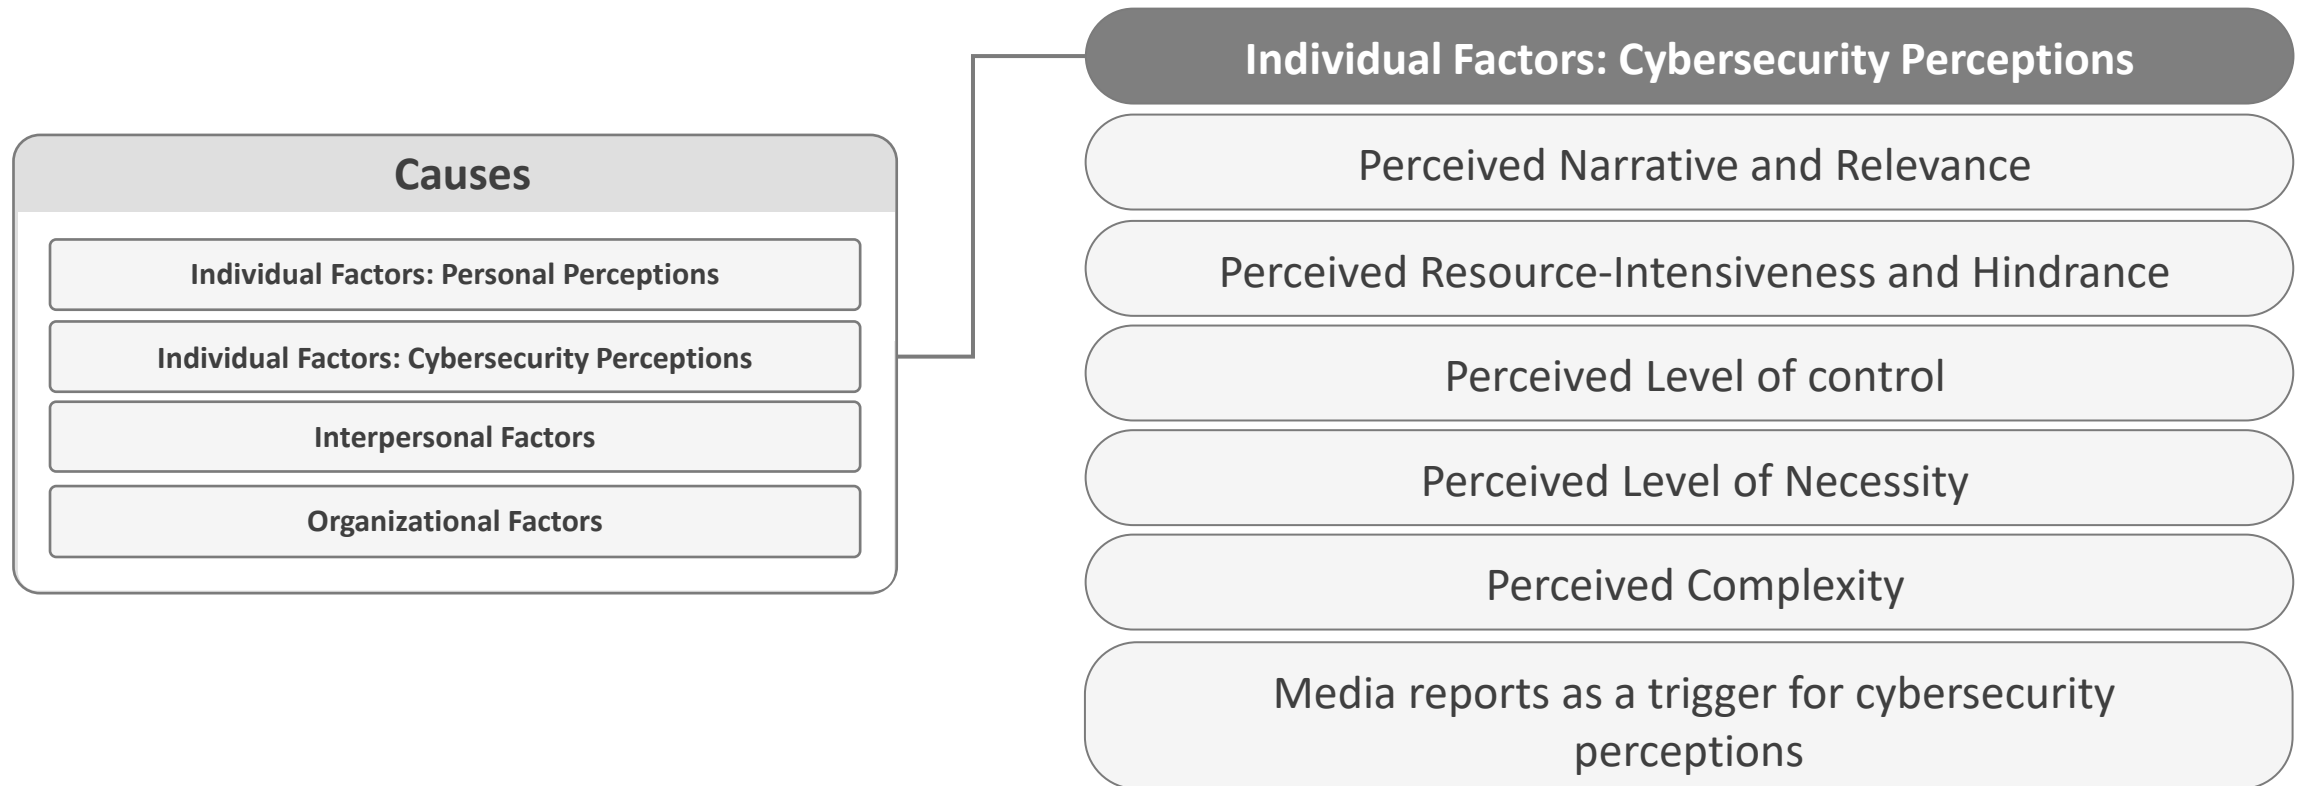 Causes
Individual Factors: Personal Perceptions
Individual Factors: Cybersecurity Perceptions
Interpersonal Factors
Organizational Factors
Individual Factors: Cybersecurity Perceptions
Perceived Narrative and Relevance
Perceived Resource-Intensiveness and Hindrance
Perceived Level of control
Perceived Level of Necessity
Perceived Complexity
Media reports as a trigger for cybersecurity
perceptions